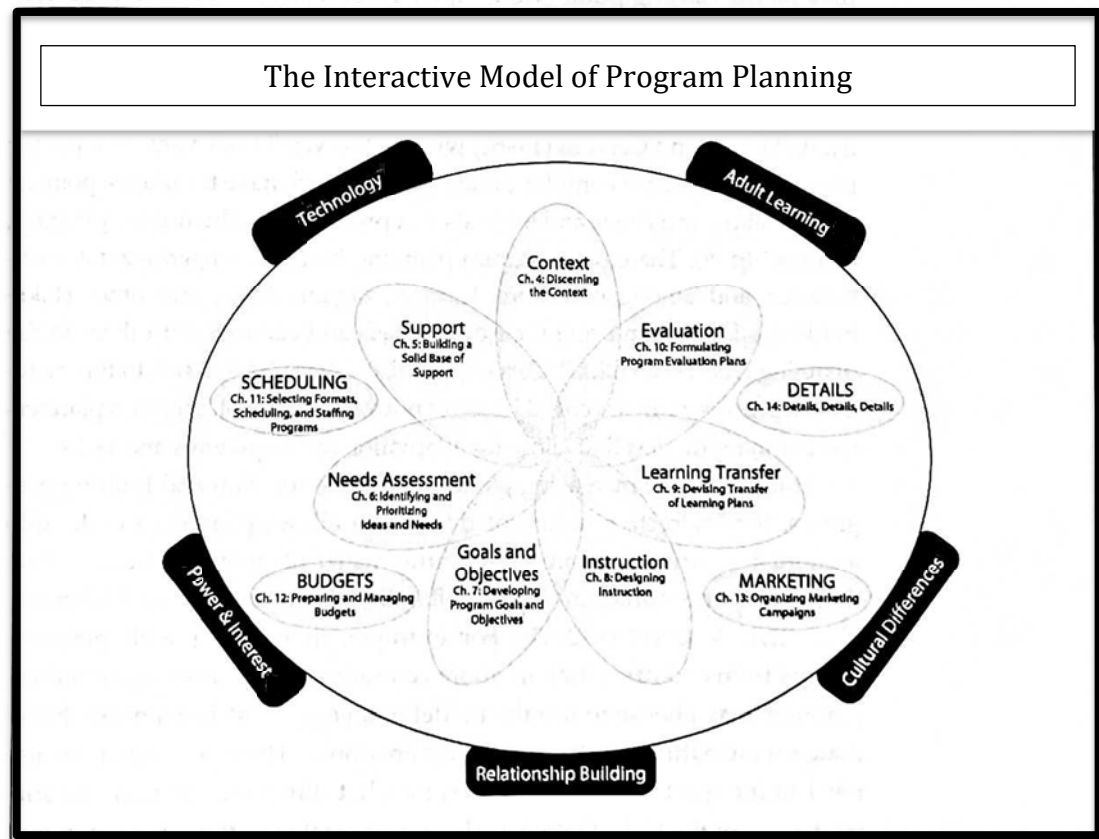 The Interactive Model of Program Planning
Technology
Adult Learning
Context
Ch. 4: Discerning
the Context
Support
Ch. 5: Building a
Solid Base of
Support
Evaluation
Ch. 10: Formulating
Program Evaluation Plans
SCHEDULING
Ch. 11: Selecting Formats,
Scheduling, and Staffing
Programs
DETAILS
Ch. 14: Details, Details, Details
Needs Assessment
Ch. 6: Identifying and
Prioritizing
Ideas and Needs
Learning Transfer
Ch. 9: Devising Transfer
of Learning Plans
Goals and
Objectives
Ch. 7: Developing
Program Goals and
Objectives
Instruction
Ch. 8: Designing
Instruction
BUDGETS
Ch. 12: Preparing and Managing
Budgets
MARKETING
Ch. 13: Organizing Marketing
Campaigns
Power & Interest
Cultural Differences
Relationship Building